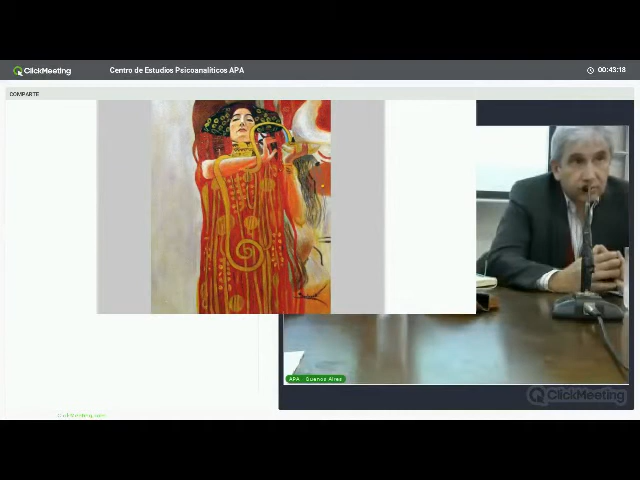 ClickMeeting
Centro de Estudios Psicoanalíticos APA
00:43:18
COMPARTE
APA - Buenos Aires
ClickMeeting